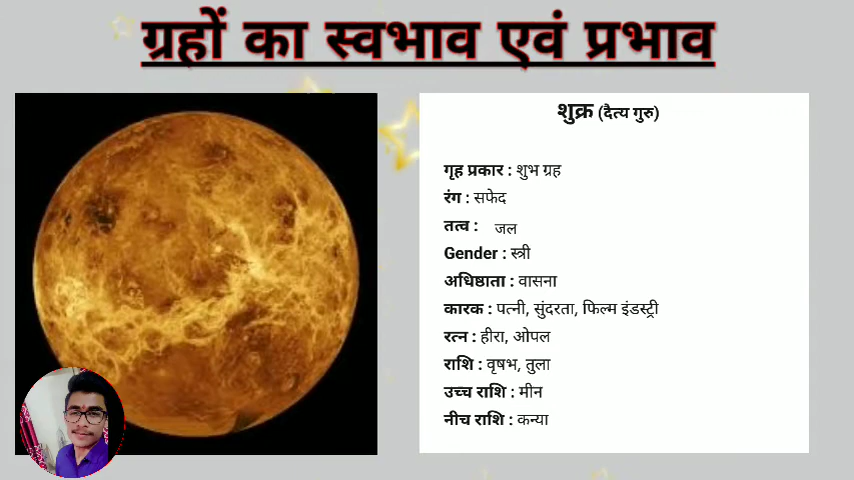 ग्रहों का स्वभाव एवं प्रभाव
शुक्र (दैत्य गुरु)
गृह प्रकार : शुभ ग्रह
रंग : सफेद
तत्व : जल
Gender : स्त्री
अधिष्ठाता : वासना
कारक : पत्नी, सुंदरता, फिल्म इंडस्ट्री
रत्न : हीरा, ओपल
राशि : वृषभ, तुला
उच्च राशि : मीन
नीच राशि : कन्या